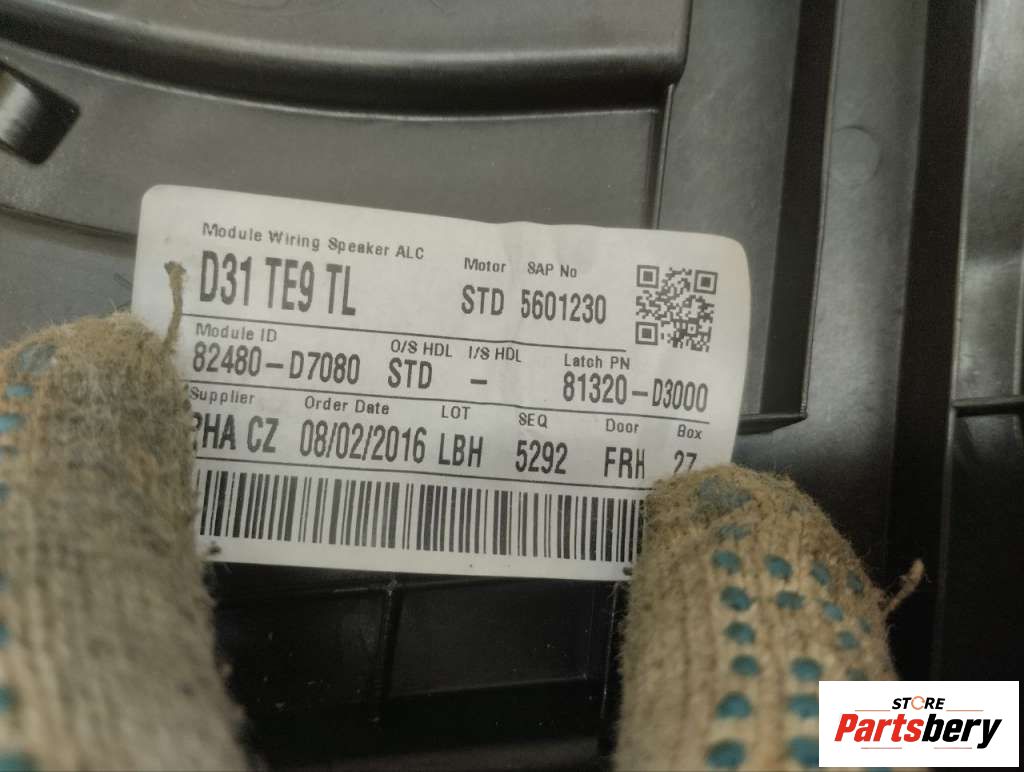 Module Wiring Speaker ALC
D31 TE9 TL
Motor SAP No
STD 5601230
Module ID O/S HDL I/S HDL Latch PN
82480-D7080 STD - 81320-D3000
Supplier Order Date LOT SEQ Door Box
CZ 08/02/2016 LBH 5292 FRH 27
STORE
Partsbery